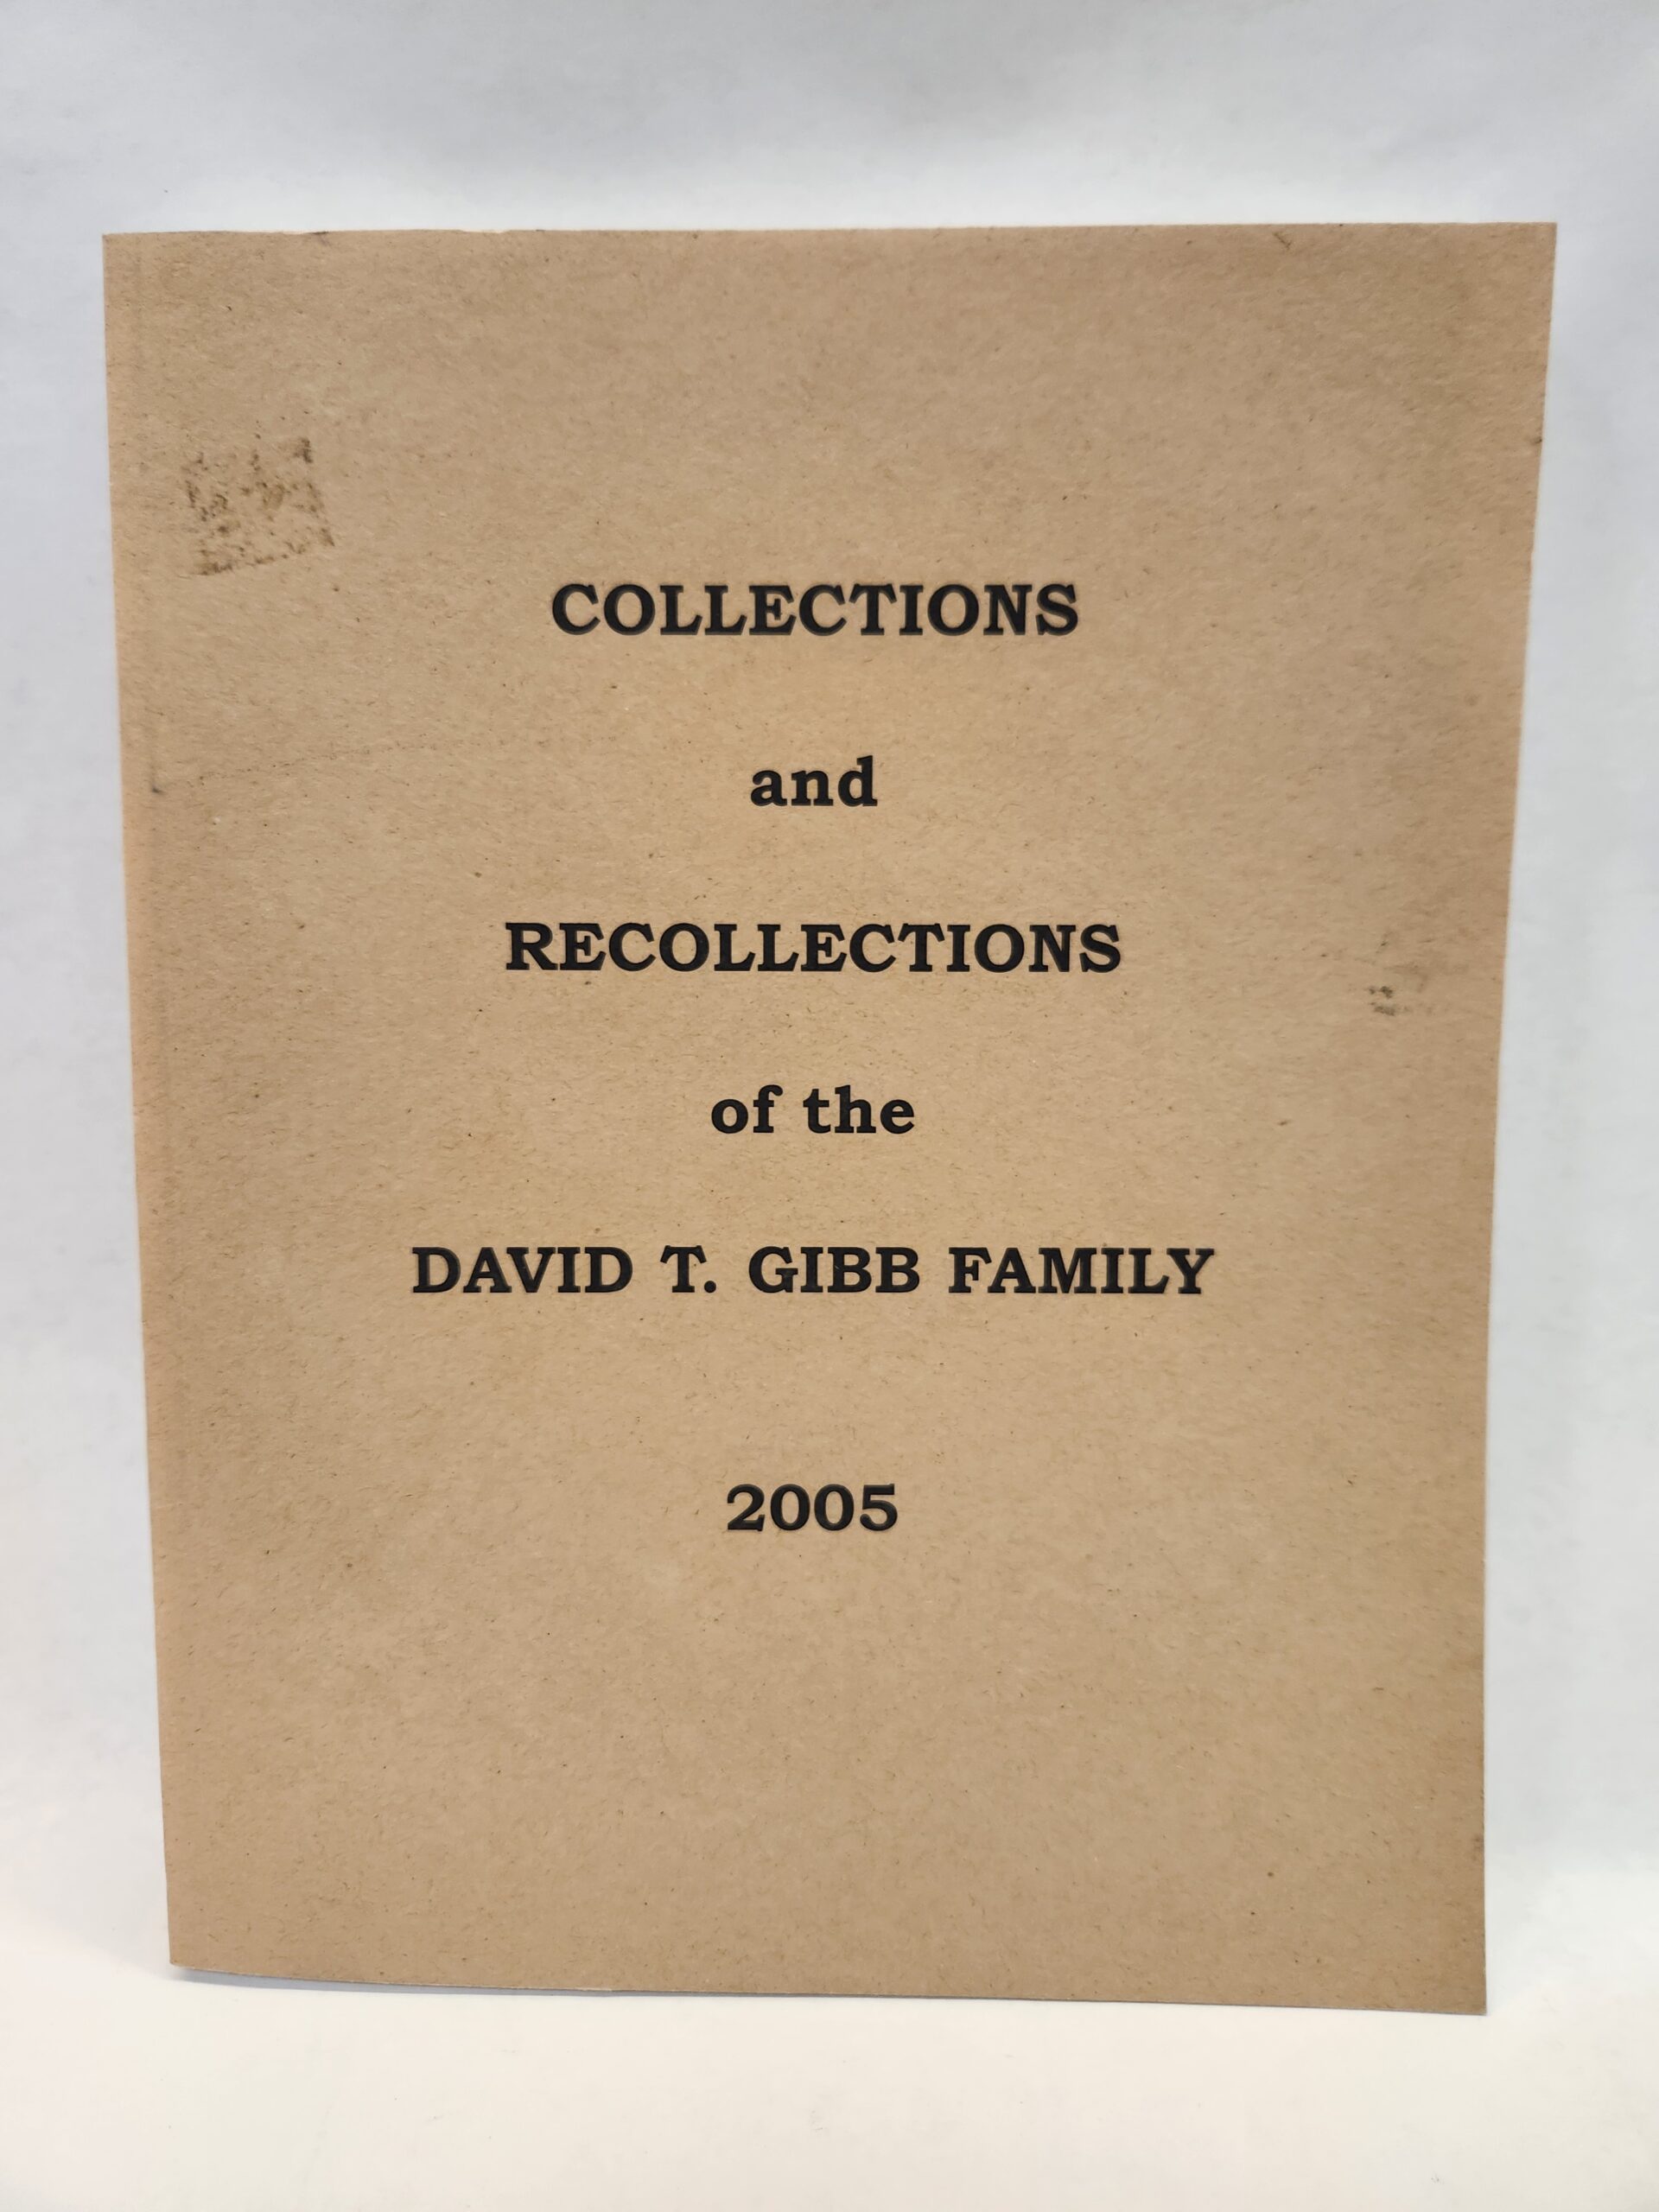 COLLECTIONS
and
RECOLLECTIONS
of the
DAVID T. GIBB FAMILY
2005